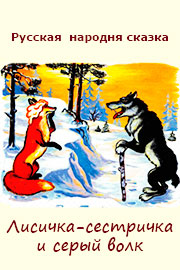 Русская народня сказка
Лисичка-сестричка
и серый волк